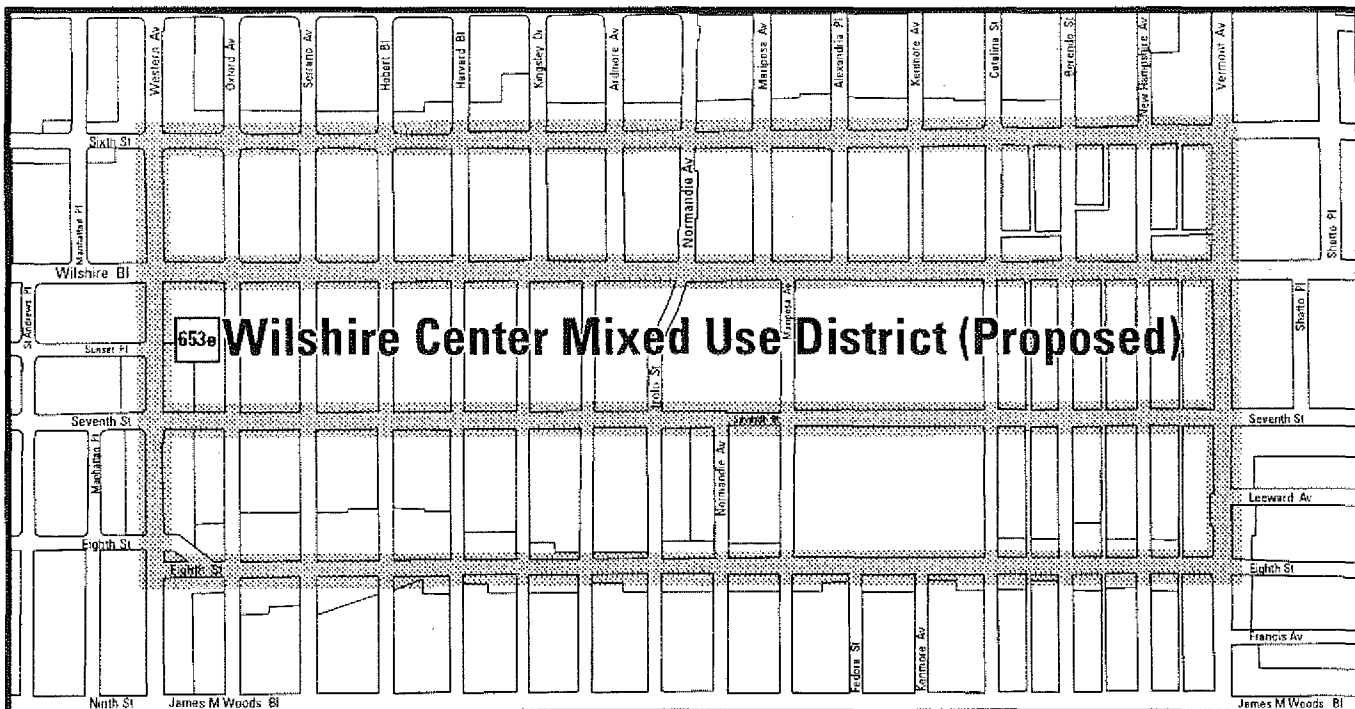 Western Av
Oxford Av
Serrano Av
Hobart Bl
Harvard Bl
Kingsley Dr
Ardmore Av
Mariposa Av
Alexandria Pl
Kenmore Av
Catalina St
Berendo St
New Hampshire Av
Vermont Av
Sixth St
Manhattan Pl
Normandie Av
Shatto Pl
Wilshire Bl
St Andrews Pl
Mariposa Av
Shatto Pl
653e Wilshire Center Mixed Use District (Proposed)
Sunset Pl
Irolo St
Seventh St
Seventh St
Seventh St
Manhattan Pl
Normandie Av
Leeward Av
Eighth St
Eighth St
Eighth St
Fedora St
Kenmore Av
Francis Av
Ninth St
James M Woods Bl
James M Woods Bl